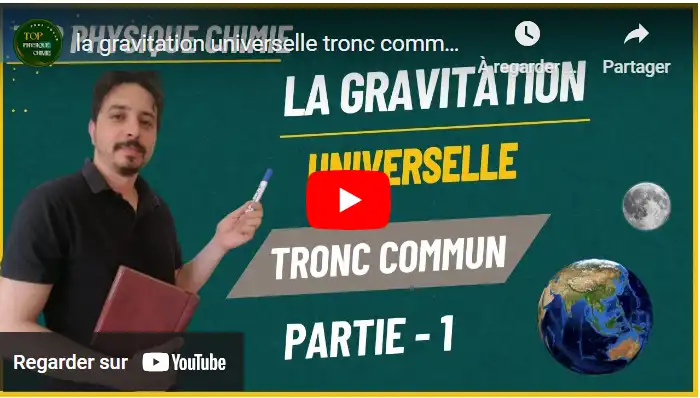 TOP
PHYSIQUE
CHIMIE
PHYSIQUE CHIMIE
la gravitation universelle tronc comm...
À regarder ...
Partager
LA GRAVITATION
UNIVERSELLE
TRONC COMMUN
PARTIE - 1
Regarder sur YouTube